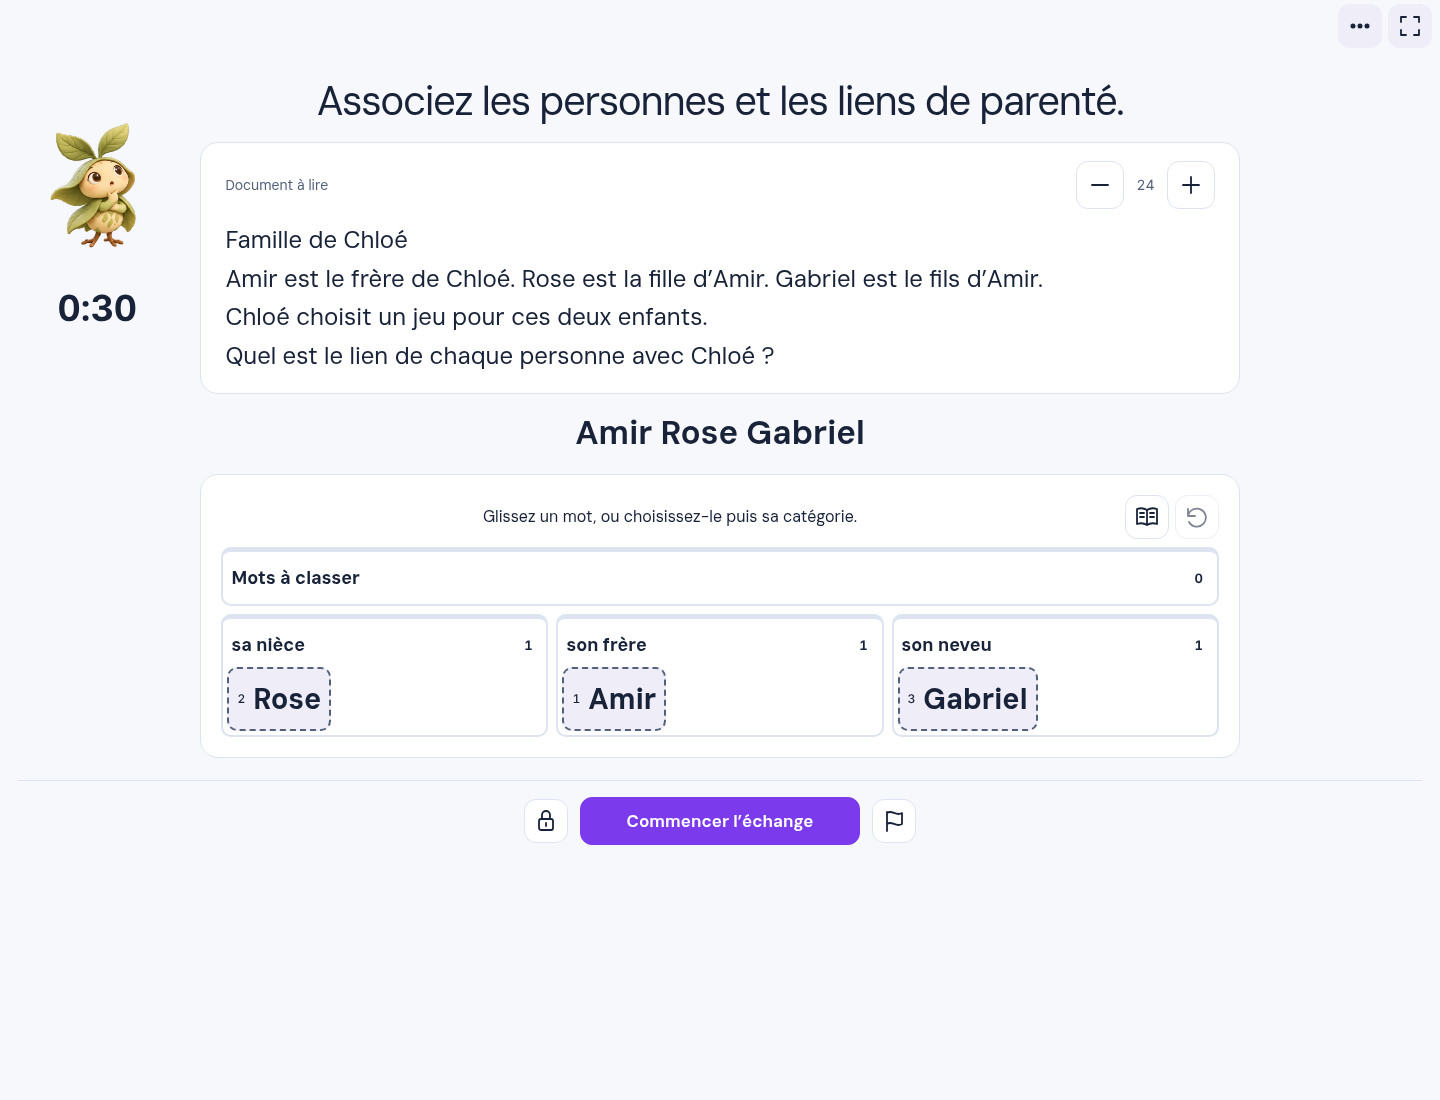 Associez les personnes et les liens de parenté.
0:30
Document à lire
24
Famille de Chloé
Amir est le frère de Chloé. Rose est la fille d’Amir. Gabriel est le fils d’Amir.
Chloé choisit un jeu pour ces deux enfants.
Quel est le lien de chaque personne avec Chloé ?
Amir Rose Gabriel
Glissez un mot, ou choisissez-le puis sa catégorie.
Mots à classer 0
sa nièce 1
2 Rose
son frère 1
1 Amir
son neveu 1
3 Gabriel
Commencer l’échange